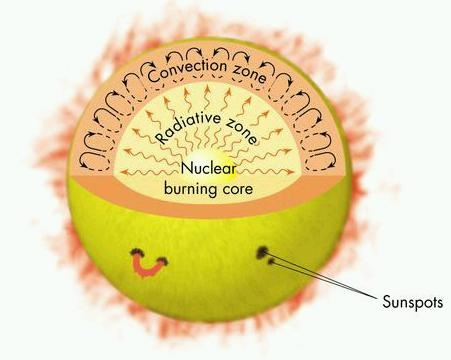 Convection zone
Radiative zone
Nuclear
burning core
Sunspots